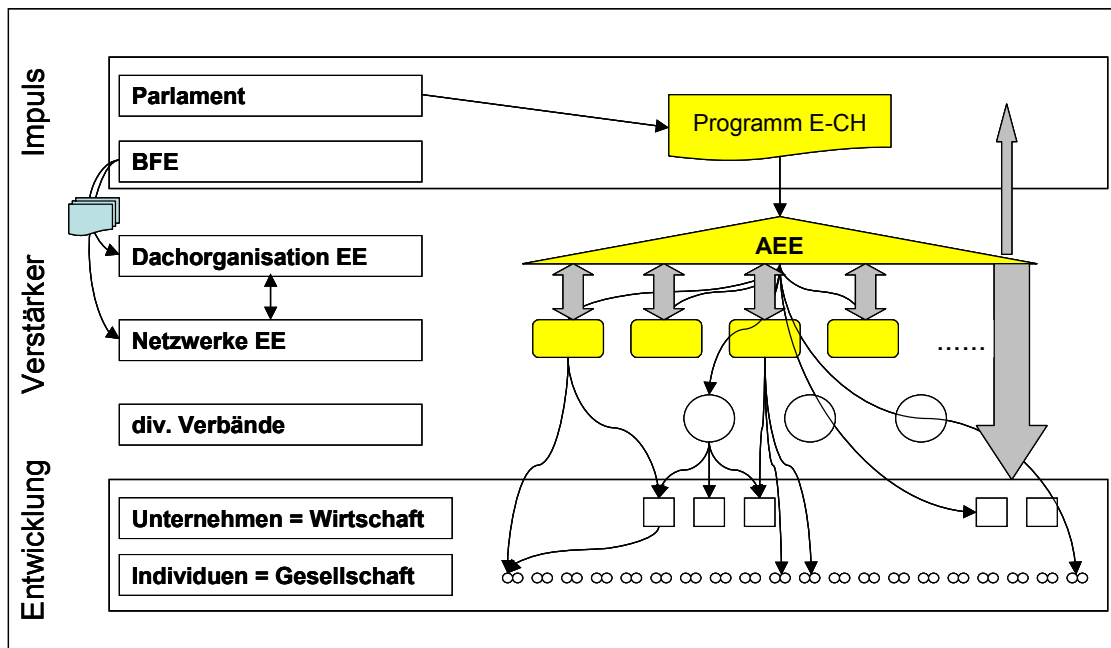 Impuls
Parlament
Programm E-CH
BFE
Verstärker
Dachorganisation EE
AEE
Netzwerke EE
......
div. Verbände
Entwicklung
Unternehmen = Wirtschaft
Individuen = Gesellschaft